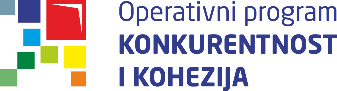 Operativni program
KONKURENTNOST
I KOHEZIJA